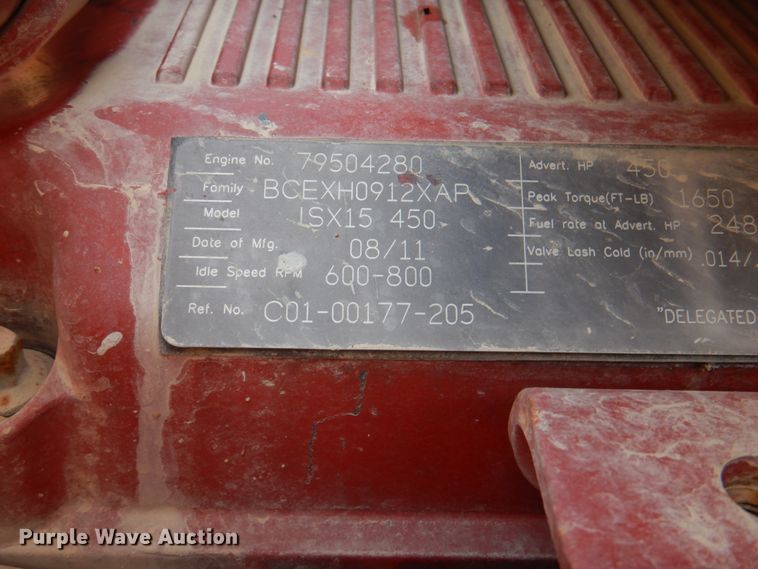 Engine No. 79504280
Family BCEXH0912XAP
Model ISX15 450
Date of Mfg. 08/11
Idle Speed RPM 600-800
Ref. No. C01-00177-205
Advert. HP 450
Peak Torque(FT-LB) 1650
Fuel rate at Advert. HP 248
Valve Lash Cold (in/mm) .014/.
"DELEGATED
Purple Wave Auction